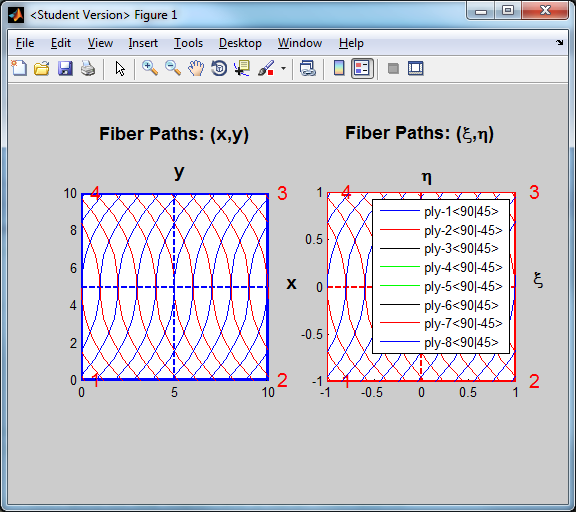 <Student Version> Figure 1
File Edit View Insert Tools Desktop Window Help
Fiber Paths: (x,y)
y
10
8
6
4
2
0
0 5 10
x
4
3
1
2
Fiber Paths: (ξ,η)
η
1
0.5
0
-0.5
-1
-1 -0.5 0 0.5 1
ξ
4
3
1
2
ply-1<90|45>
ply-2<90|-45>
ply-3<90|45>
ply-4<90|-45>
ply-5<90|-45>
ply-6<90|45>
ply-7<90|-45>
ply-8<90|45>